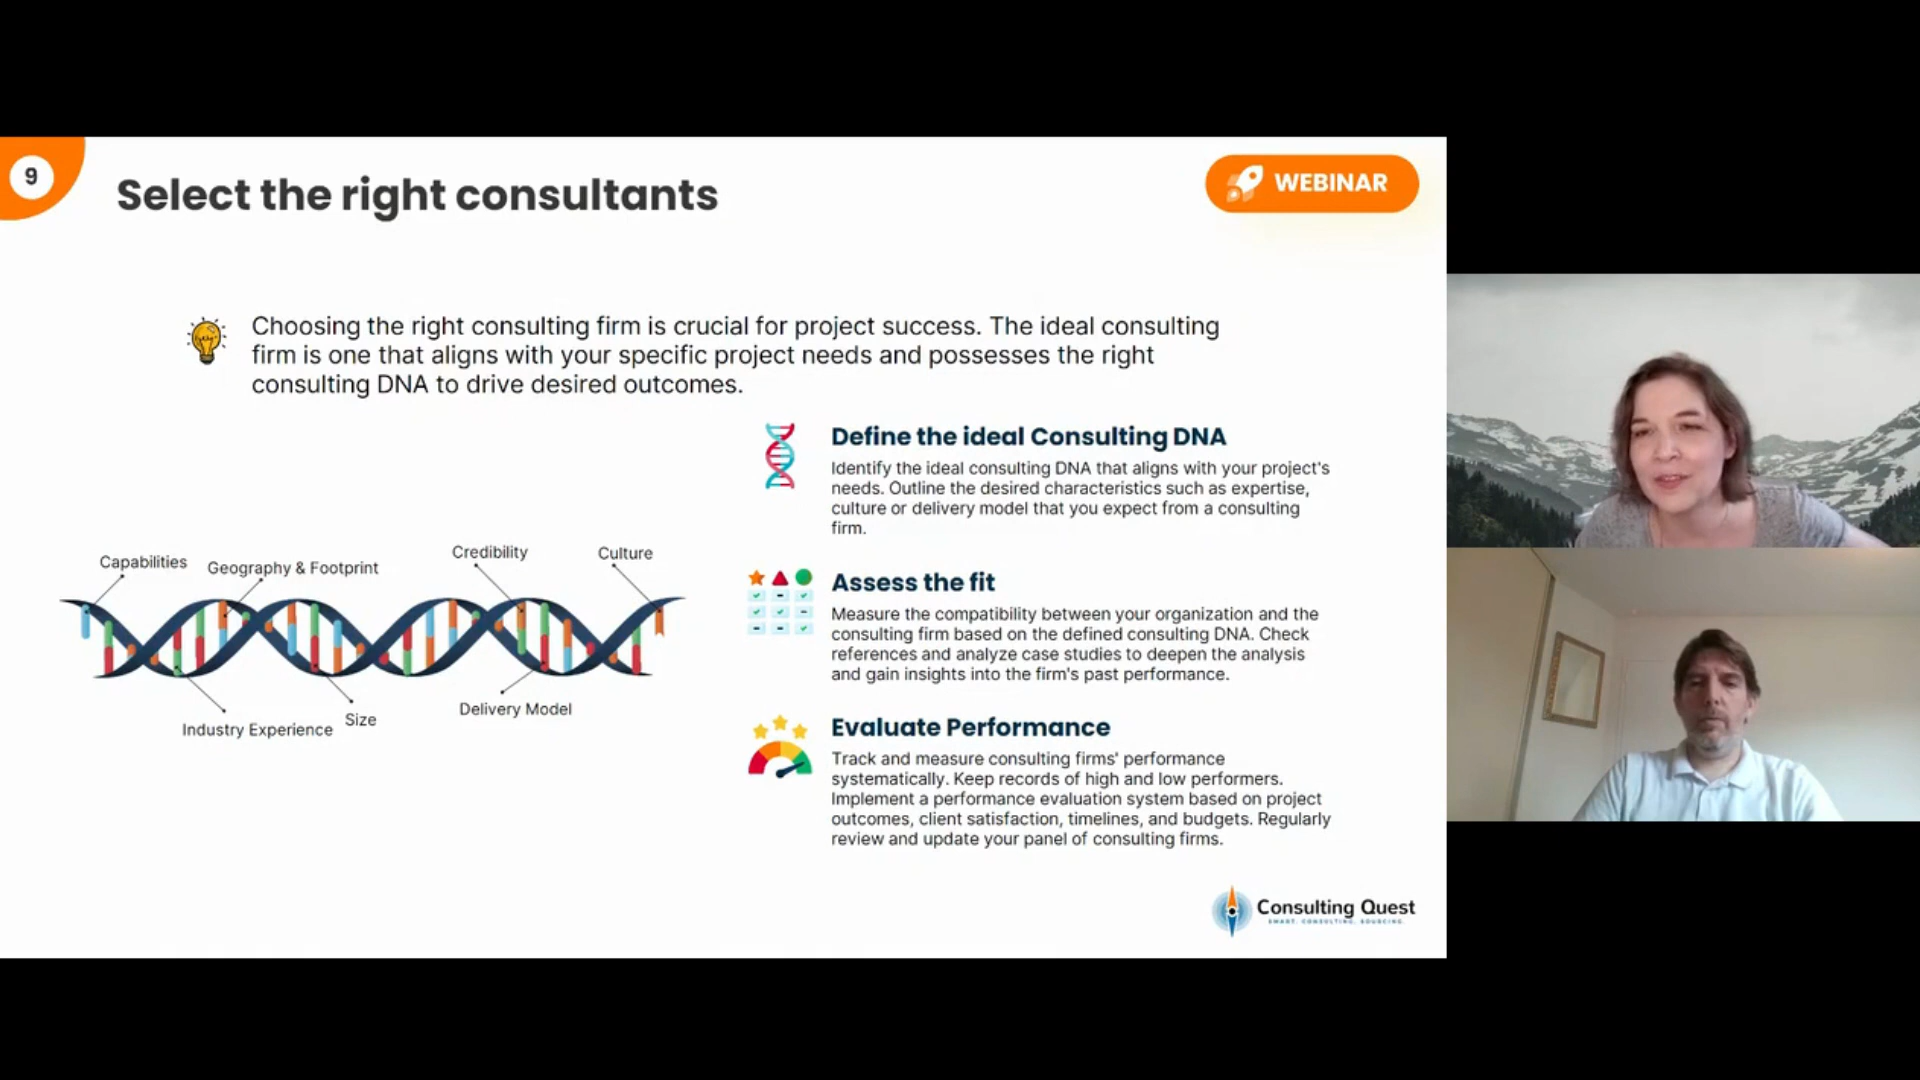 9
Select the right consultants
WEBINAR
Choosing the right consulting firm is crucial for project success. The ideal consulting
firm is one that aligns with your specific project needs and possesses the right
consulting DNA to drive desired outcomes.
Capabilities
Geography & Footprint
Credibility
Culture
Industry Experience
Size
Delivery Model
Define the ideal Consulting DNA
Identify the ideal consulting DNA that aligns with your project's
needs. Outline the desired characteristics such as expertise,
culture or delivery model that you expect from a consulting
firm.
Assess the fit
Measure the compatibility between your organization and the
consulting firm based on the defined consulting DNA. Check
references and analyze case studies to deepen the analysis
and gain insights into the firm's past performance.
Evaluate Performance
Track and measure consulting firms' performance
systematically. Keep records of high and low performers.
Implement a performance evaluation system based on project
outcomes, client satisfaction, timelines, and budgets. Regularly
review and update your panel of consulting firms.
Consulting Quest
SMART. CONSULTING. SOURCING.